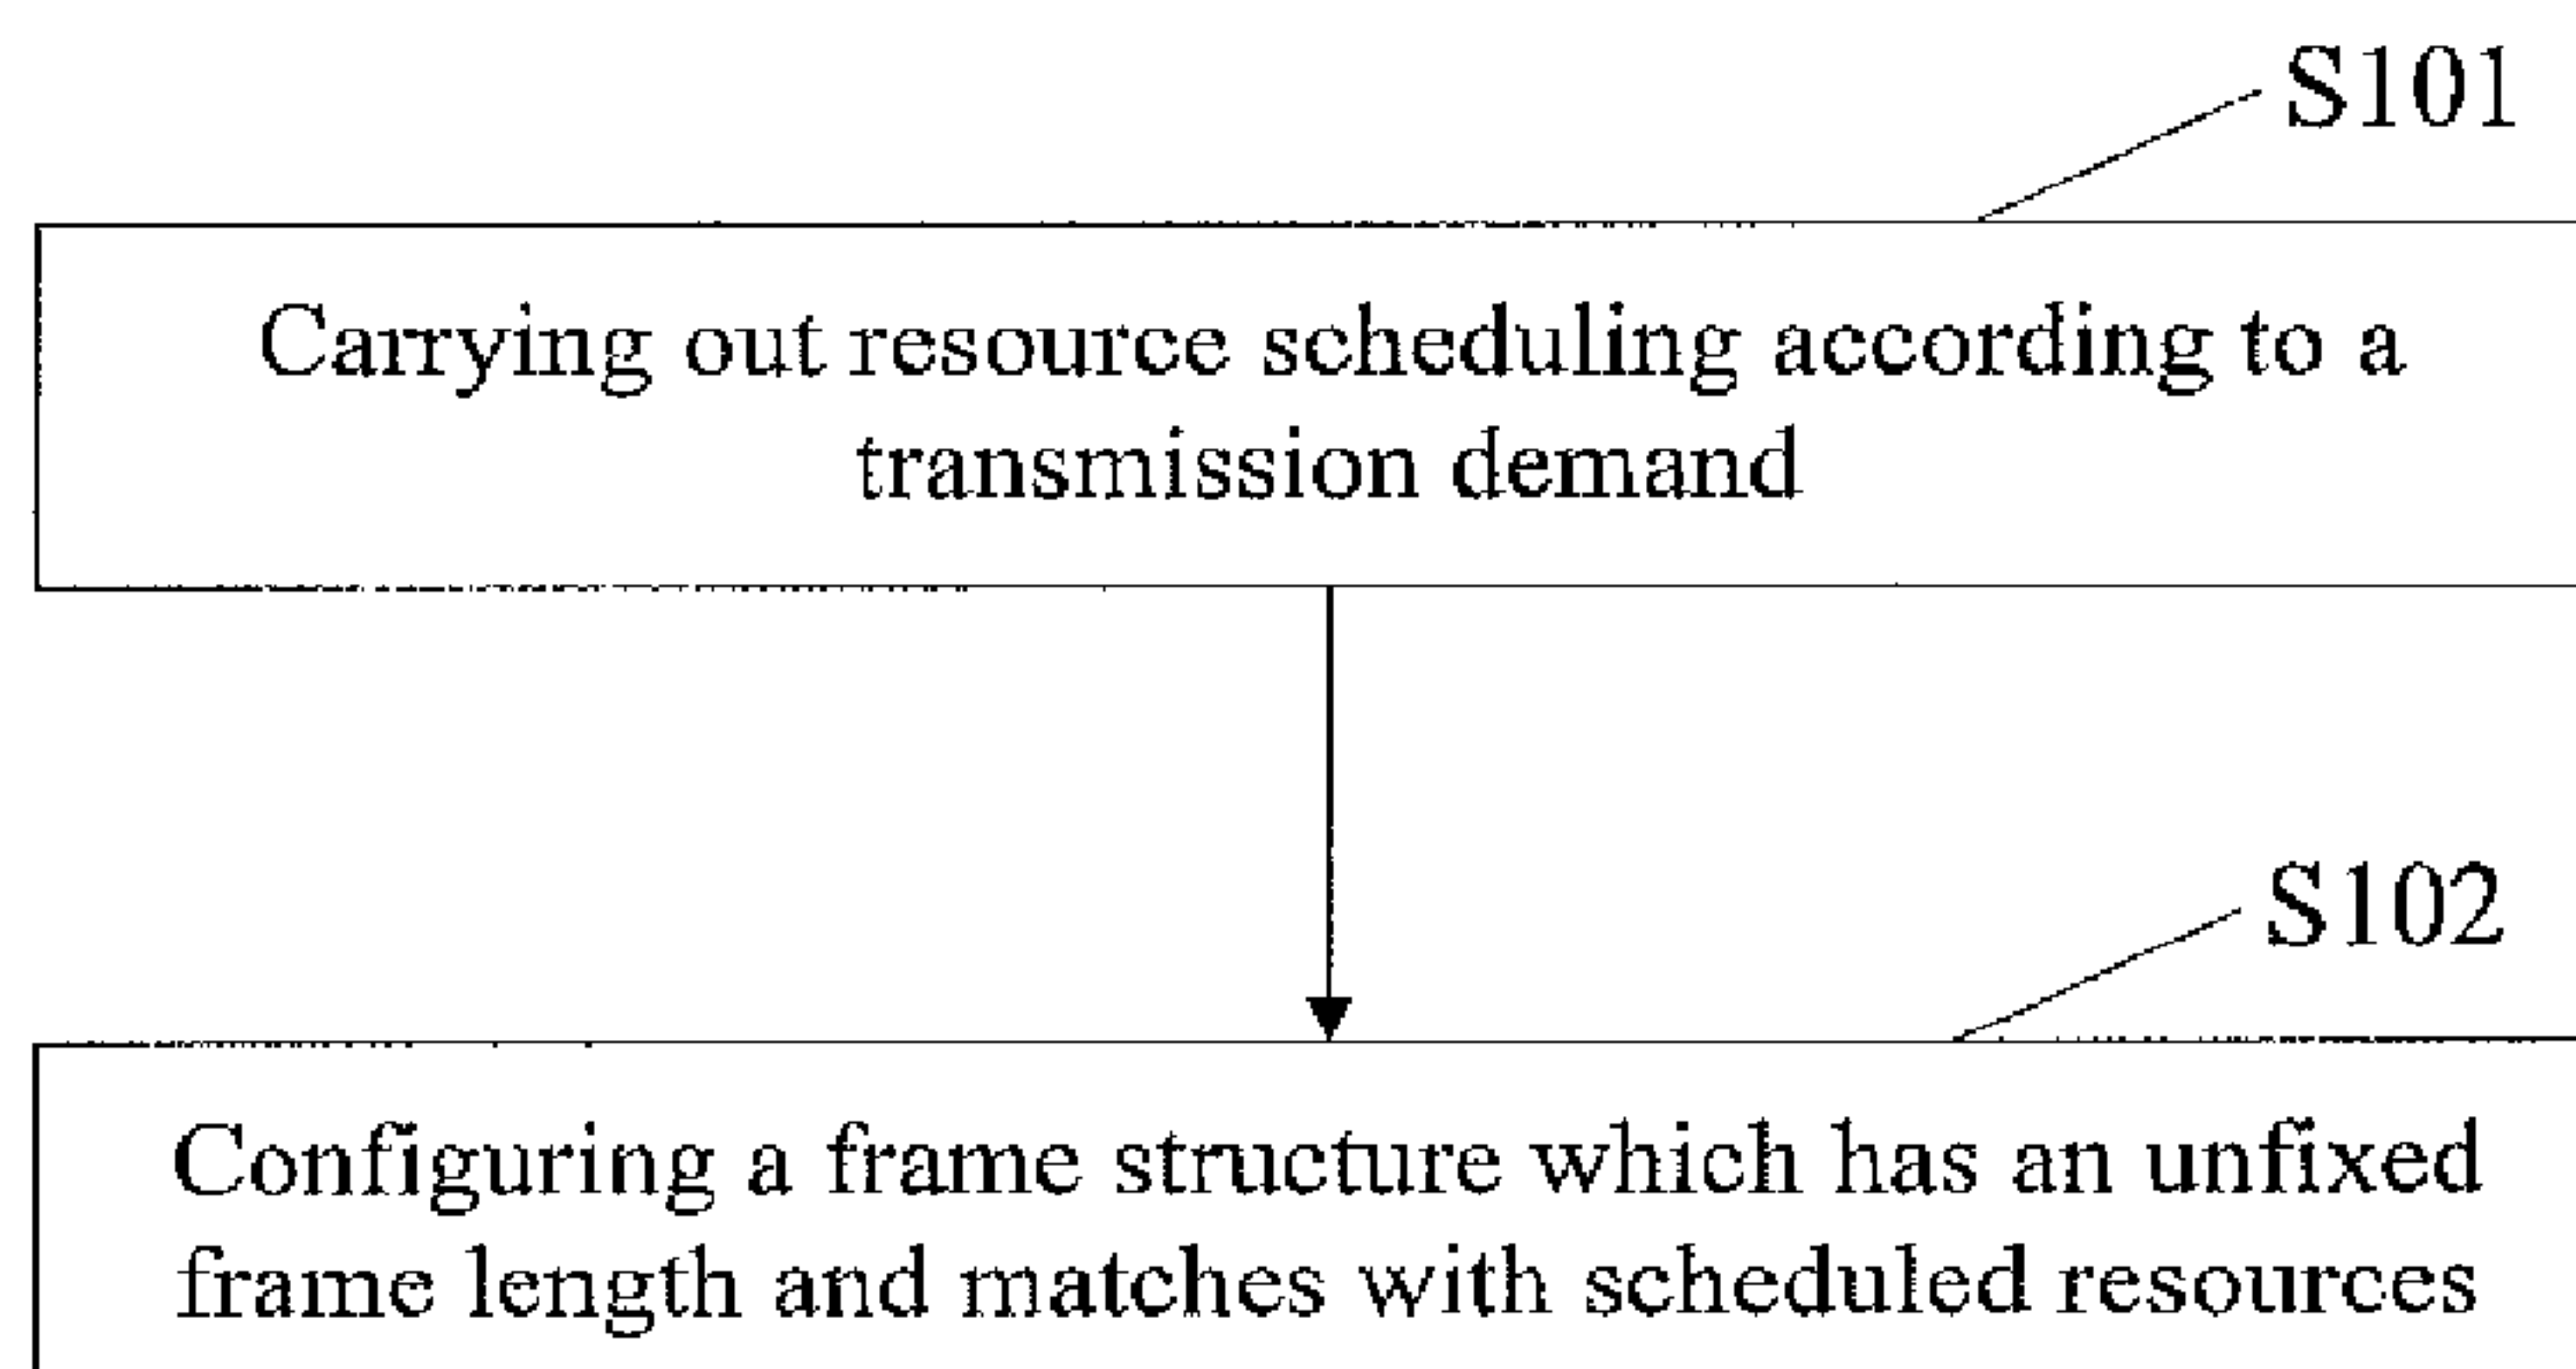 S101
Carrying out resource scheduling according to a
transmission demand
S102
Configuring a frame structure which has an unfixed
frame length and matches with scheduled resources